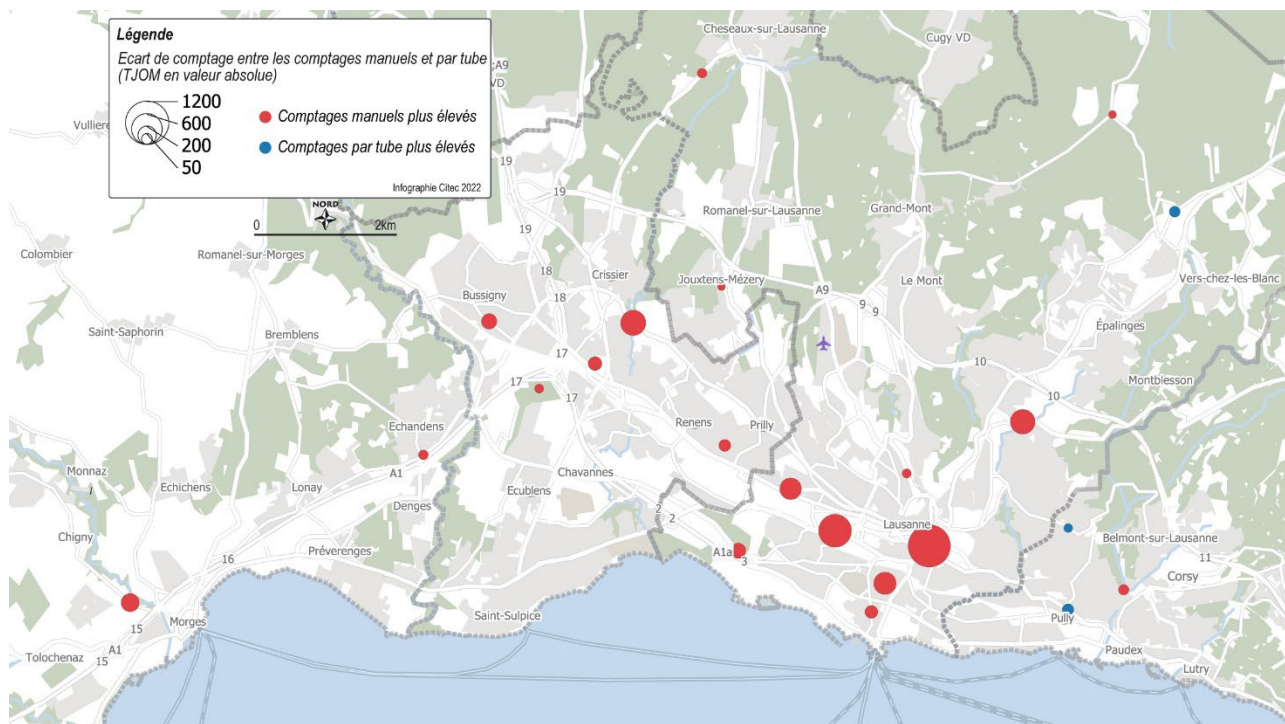 Légende
Ecart de comptage entre les comptages manuels et par tube
(TJOM en valeur absolue)
1200
600
200
50
Comptages manuels plus élevés
Comptages par tube plus élevés
Infographie Citec 2022
NORD
0 2km
Cheseaux-sur-Lausanne
Cugy VD
;A9
VD
Vulliere
19
19
19
Romanel-sur-Lausanne
Grand-Mont
Colombier
Romanel-sur-Morges
18
Crissier
Jouxtens-Mézery
A9
Le Mont
Vers-chez-les-Blanc
Bussigny
18
9
9
Saint-Saphorin
Bremblens
Épalinges
17
10
17
17
10
Montblesson
Echandens
Renens
Prilly
Monnaz
Echichens
Lonay
A1
Chavannes
Denges
Ecublens
2
2
Lausanne
Chigny
Belmont-sur-Lausanne
Préverenges
16
A1a
3
11
Corsy
15
Morges
Saint-Sulpice
Pully
A1
15
Tolochenaz
Paudex
Lutry